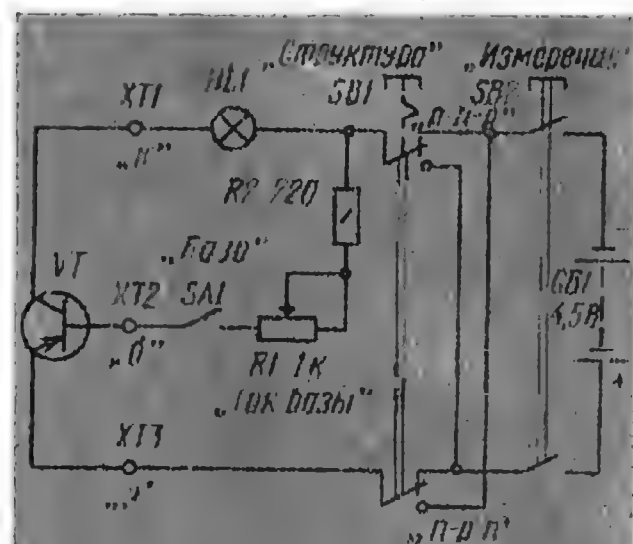 „Структура" „Измерение"
XT1 HL1 SB1 SB2
„К" „p-n-p"
R2 220
„База"
VT XT2 SA1 GB1
4,5В
„Б" R1 1к
„Ток базы"
XT3
„Э"
„n-p-n"